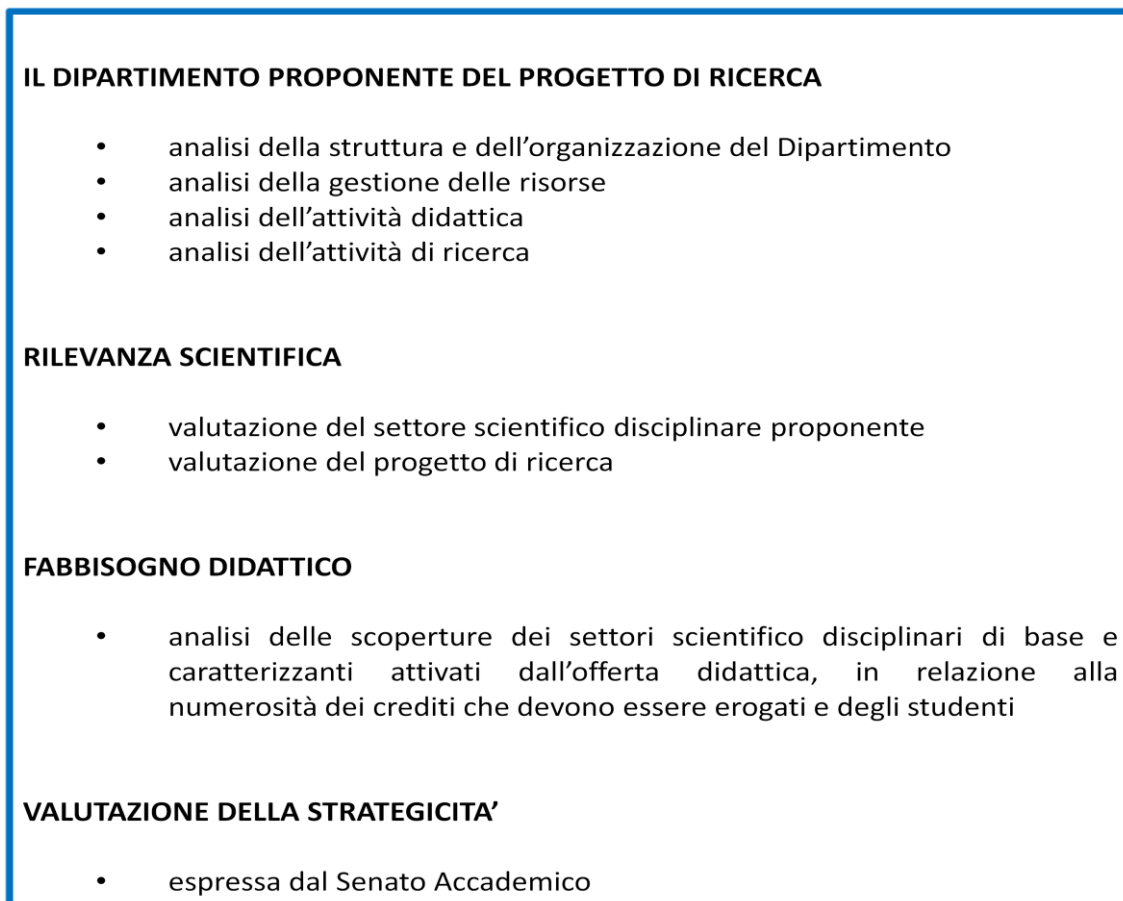 IL DIPARTIMENTO PROPONENTE DEL PROGETTO DI RICERCA
• analisi della struttura e dell’organizzazione del Dipartimento
• analisi della gestione delle risorse
• analisi dell’attività didattica
• analisi dell’attività di ricerca
RILEVANZA SCIENTIFICA
• valutazione del settore scientifico disciplinare proponente
• valutazione del progetto di ricerca
FABBISOGNO DIDATTICO
• analisi delle scoperture dei settori scientifico disciplinari di base e
caratterizzanti attivati dall’offerta didattica, in relazione alla
numerosità dei crediti che devono essere erogati e degli studenti
VALUTAZIONE DELLA STRATEGICITA’
• espressa dal Senato Accademico